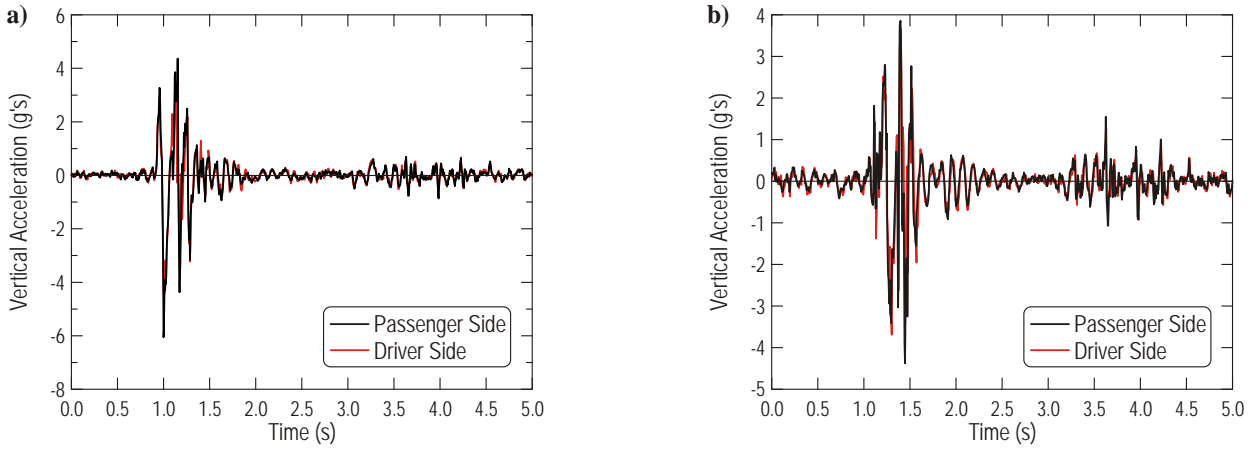 a)
Vertical Acceleration (g's)
6
4
2
0
-2
-4
-6
-8
0.0 0.5 1.0 1.5 2.0 2.5 3.0 3.5 4.0 4.5 5.0
Time (s)
Passenger Side
Driver Side
b)
Vertical Acceleration (g's)
4
3
2
1
0
-1
-2
-3
-4
-5
0.0 0.5 1.0 1.5 2.0 2.5 3.0 3.5 4.0 4.5 5.0
Time (s)
Passenger Side
Driver Side